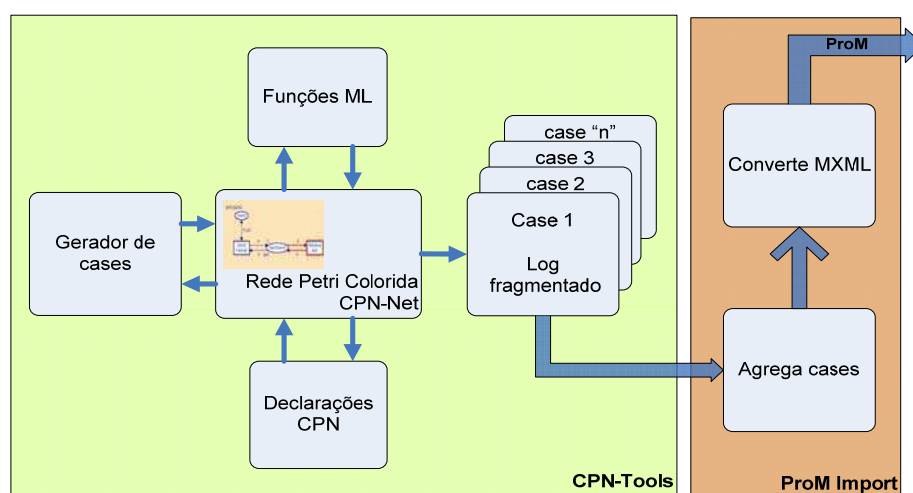 Funções ML
Gerador de
cases
Rede Petri Colorida
CPN-Net
Declarações
CPN
case “n”
case 3
case 2
Case 1
Log
fragmentado
CPN-Tools
ProM
Converte MXML
Agrega cases
ProM Import